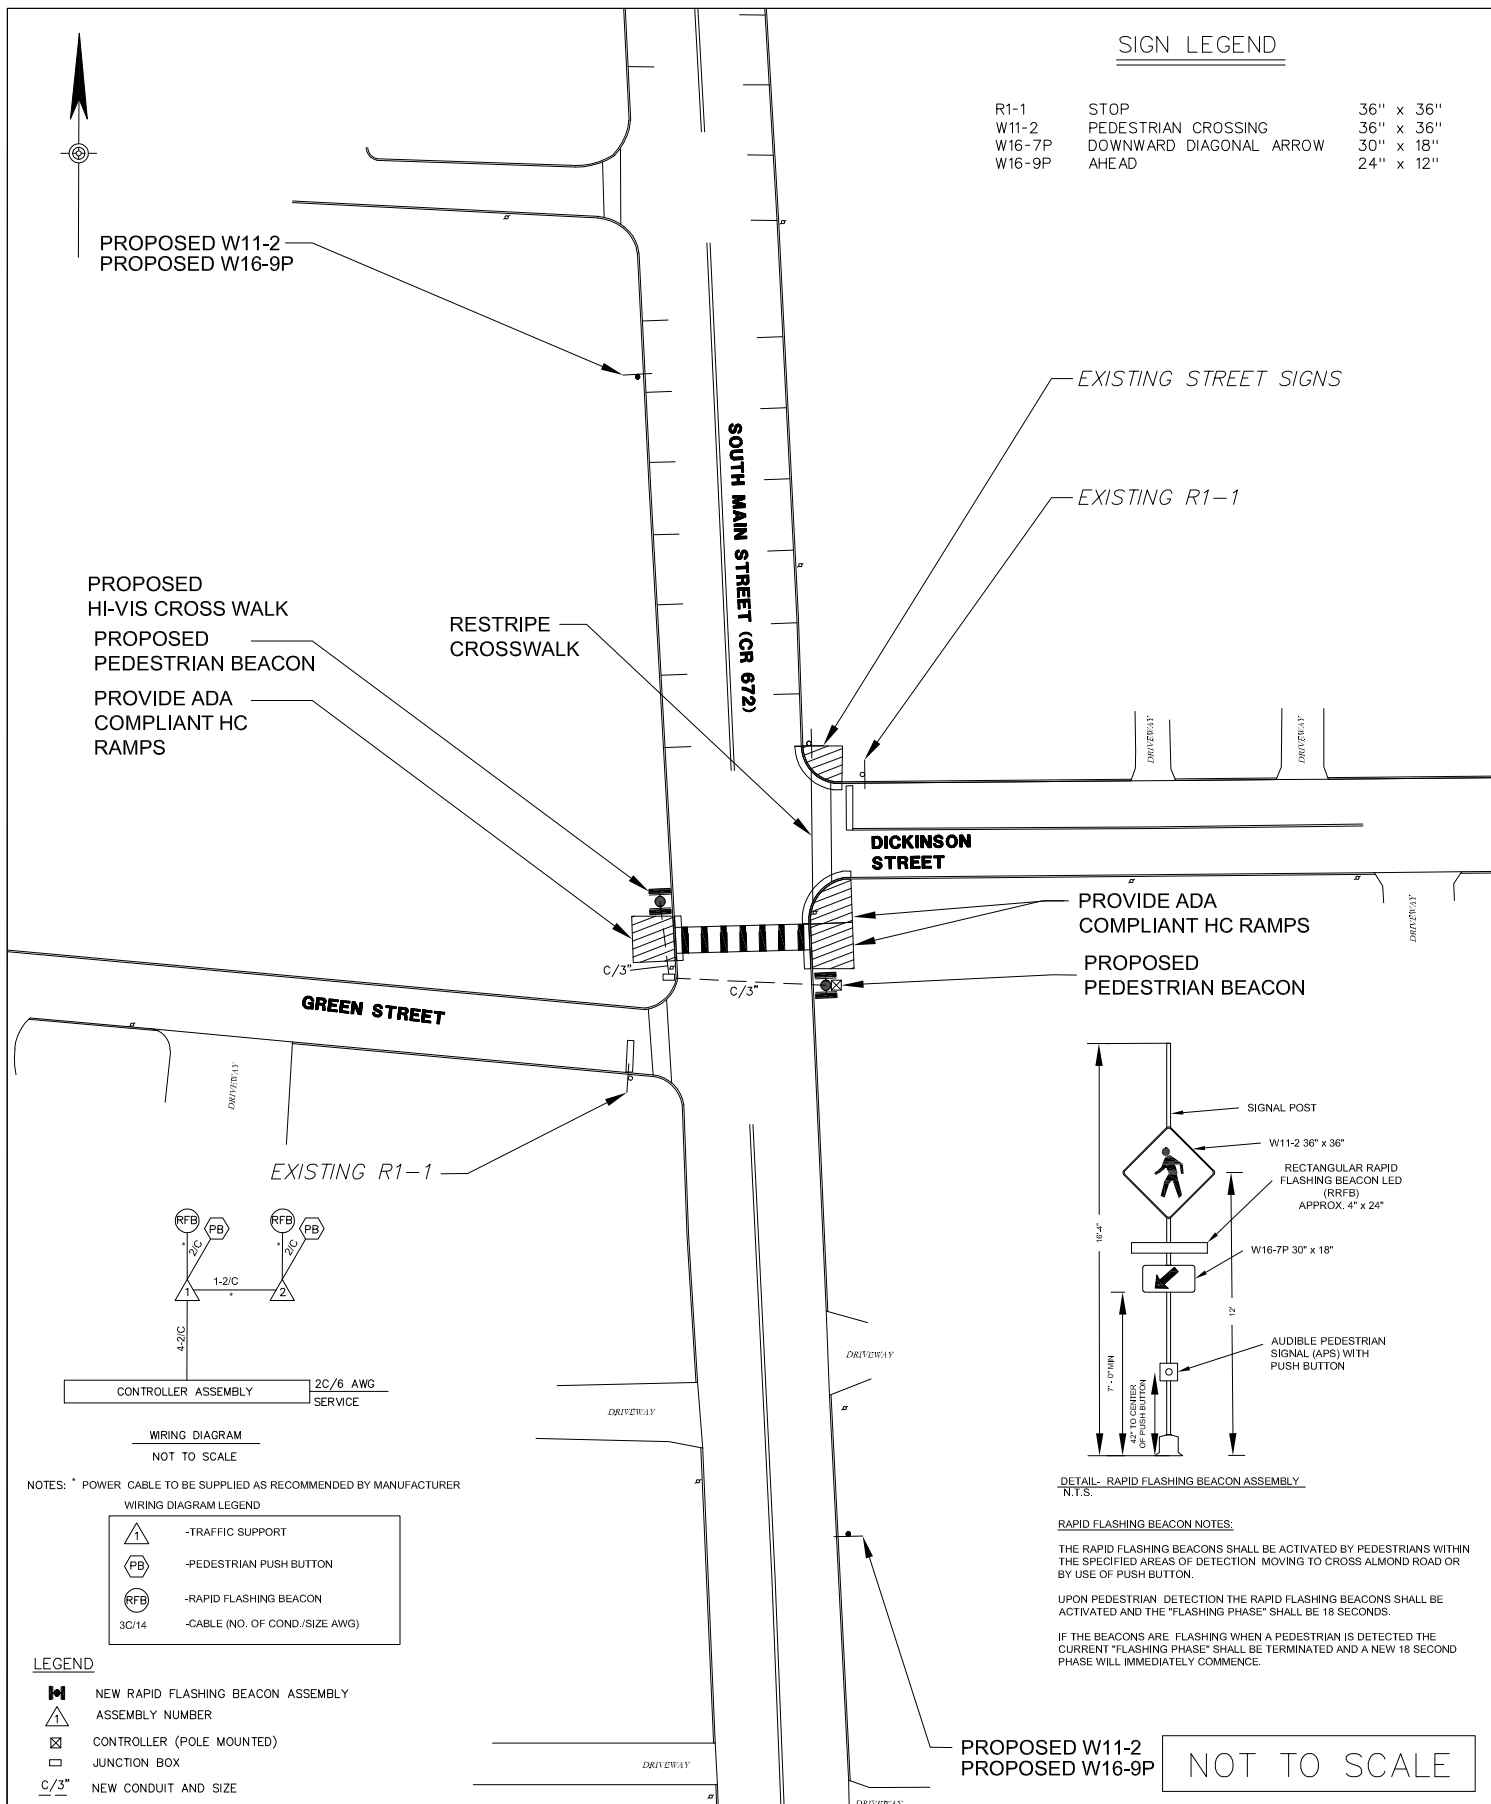 SIGN LEGEND
R1-1 STOP 36" x 36"
W11-2 PEDESTRIAN CROSSING 36" x 36"
W16-7P DOWNWARD DIAGONAL ARROW 30" x 18"
W16-9P AHEAD 24" x 12"
PROPOSED W11-2
PROPOSED W16-9P
EXISTING STREET SIGNS
EXISTING R1-1
SOUTH MAIN STREET (CR 672)
PROPOSED
HI-VIS CROSS WALK
PROPOSED
PEDESTRIAN BEACON
PROVIDE ADA
COMPLIANT HC
RAMPS
RESTRIPE
CROSSWALK
DRIVEWAY
DRIVEWAY
DICKINSON
STREET
DRIVEWAY
PROVIDE ADA
COMPLIANT HC RAMPS
PROPOSED
PEDESTRIAN BEACON
C/3"
C/3"
GREEN STREET
DRIVEWAY
EXISTING R1-1
SIGNAL POST
W11-2 36" x 36"
RECTANGULAR RAPID
FLASHING BEACON LED
(RRFB)
APPROX. 4" x 24"
W16-7P 30" x 18"
AUDIBLE PEDESTRIAN
SIGNAL (APS) WITH
PUSH BUTTON
16'-4"
12'
7' - 0" MIN
42" TO CENTER
OF PUSH BUTTON
DETAIL- RAPID FLASHING BEACON ASSEMBLY
N.T.S.
RFB
PB
RFB
PB
*
2/C
*
2/C
1
1-2/C
*
2
4-2/C
CONTROLLER ASSEMBLY
2C/6 AWG
SERVICE
WIRING DIAGRAM
NOT TO SCALE
NOTES: * POWER CABLE TO BE SUPPLIED AS RECOMMENDED BY MANUFACTURER
WIRING DIAGRAM LEGEND
1 -TRAFFIC SUPPORT
PB -PEDESTRIAN PUSH BUTTON
RFB -RAPID FLASHING BEACON
3C/14 -CABLE (NO. OF COND./SIZE AWG)
DRIVEWAY
DRIVEWAY
RAPID FLASHING BEACON NOTES:
THE RAPID FLASHING BEACONS SHALL BE ACTIVATED BY PEDESTRIANS WITHIN
THE SPECIFIED AREAS OF DETECTION MOVING TO CROSS ALMOND ROAD OR
BY USE OF PUSH BUTTON.
UPON PEDESTRIAN DETECTION THE RAPID FLASHING BEACONS SHALL BE
ACTIVATED AND THE "FLASHING PHASE" SHALL BE 18 SECONDS.
IF THE BEACONS ARE FLASHING WHEN A PEDESTRIAN IS DETECTED THE
CURRENT "FLASHING PHASE" SHALL BE TERMINATED AND A NEW 18 SECOND
PHASE WILL IMMEDIATELY COMMENCE.
LEGEND
NEW RAPID FLASHING BEACON ASSEMBLY
1 ASSEMBLY NUMBER
CONTROLLER (POLE MOUNTED)
JUNCTION BOX
C/3" NEW CONDUIT AND SIZE
DRIVEWAY
DRIVEWAY
PROPOSED W11-2
PROPOSED W16-9P
NOT TO SCALE